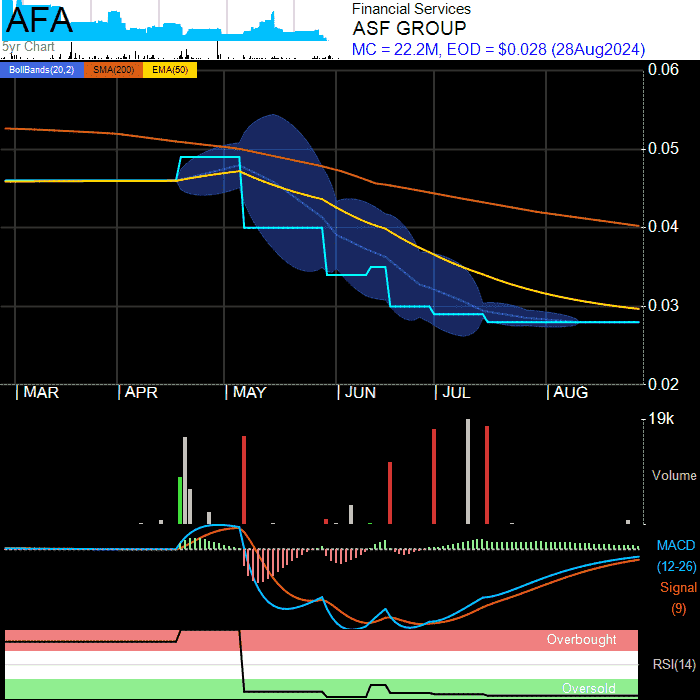 AFA
5yr Chart
Financial Services
ASF GROUP
MC = 22.2M, EOD = $0.028 (28Aug2024)
BollBands(20,2) SMA(200) EMA(50)
0.06
0.05
0.04
0.03
0.02
MAR APR MAY JUN JUL AUG
19k
Volume
MACD
(12-26)
Signal
(9)
Overbought
RSI(14)
Oversold